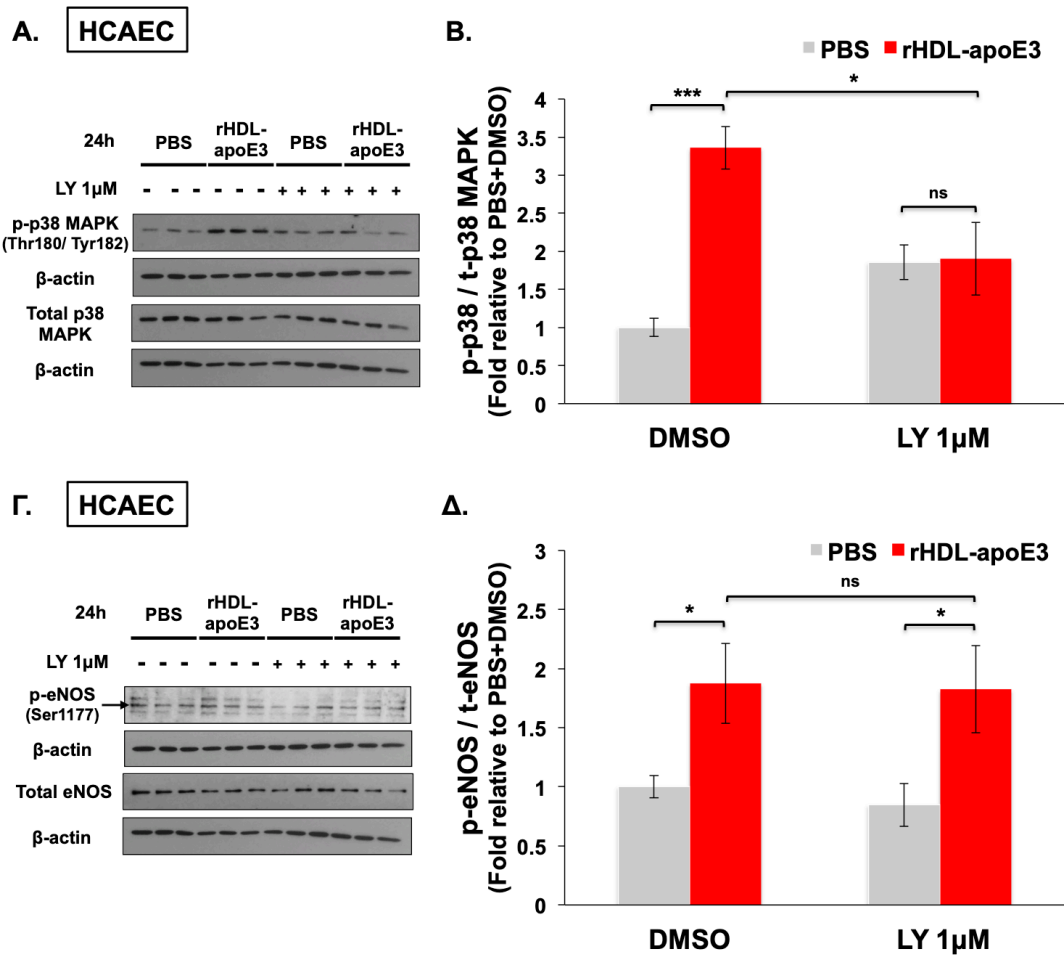 Α.
HCAEC
24h
PBS
rHDL-
apoE3
PBS
rHDL-
apoE3
LY 1μM
- - - - - - + + + + + +
p-p38 MAPK
(Thr180/ Tyr182)
β-actin
Total p38
MAPK
β-actin
Β.
PBS
rHDL-apoE3
p-p38 / t-p38 MAPK
(Fold relative to PBS+DMSO)
4
3.5
3
2.5
2
1.5
1
0.5
0
***
*
ns
DMSO
LY 1μM
Γ.
HCAEC
24h
PBS
rHDL-
apoE3
PBS
rHDL-
apoE3
LY 1μM
- - - - - - + + + + + +
p-eNOS
(Ser1177)
β-actin
Total eNOS
β-actin
Δ.
PBS
rHDL-apoE3
p-eNOS / t-eNOS
(Fold relative to PBS+DMSO)
3
2.5
2
1.5
1
0.5
0
ns
*
*
DMSO
LY 1μM